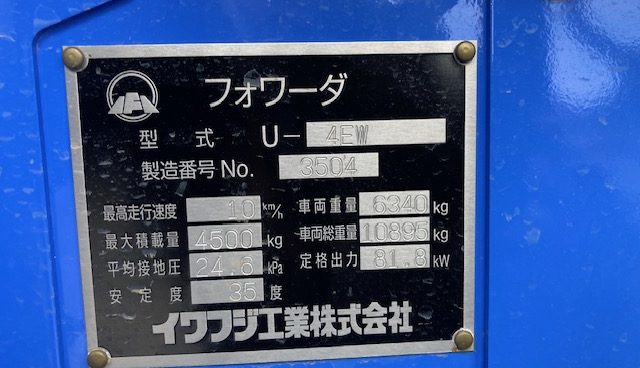 フォワーダ
型式 U-4EW
製造番号No. 3504
最高走行速度 10 km/h 車両重量 6340 kg
最大積載量 4500 kg 車両総重量 10895 kg
平均接地圧 24.8 kPa 定格出力 81.8 kW
安定度 35 度
イワフジ工業株式会社